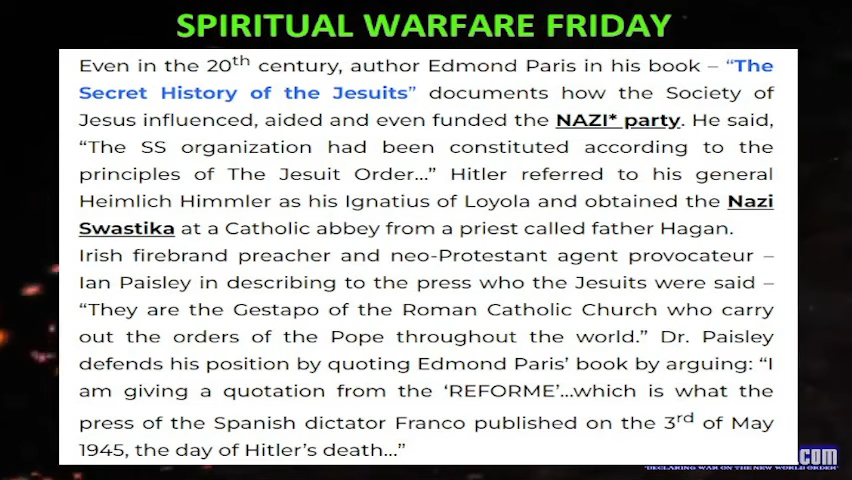 SPIRITUAL WARFARE FRIDAY
Even in the 20th century, author Edmond Paris in his book – “The
Secret History of the Jesuits” documents how the Society of
Jesus influenced, aided and even funded the NAZI* party. He said,
“The SS organization had been constituted according to the
principles of The Jesuit Order...” Hitler referred to his general
Heimlich Himmler as his Ignatius of Loyola and obtained the Nazi
Swastika at a Catholic abbey from a priest called father Hagan.
Irish firebrand preacher and neo-Protestant agent provocateur –
Ian Paisley in describing to the press who the Jesuits were said –
“They are the Gestapo of the Roman Catholic Church who carry
out the orders of the Pope throughout the world.” Dr. Paisley
defends his position by quoting Edmond Paris’ book by arguing: “I
am giving a quotation from the ‘REFORME’...which is what the
press of the Spanish dictator Franco published on the 3rd of May
1945, the day of Hitler’s death...”
.COM
"DECLARING WAR ON THE NEW WORLD ORDER"